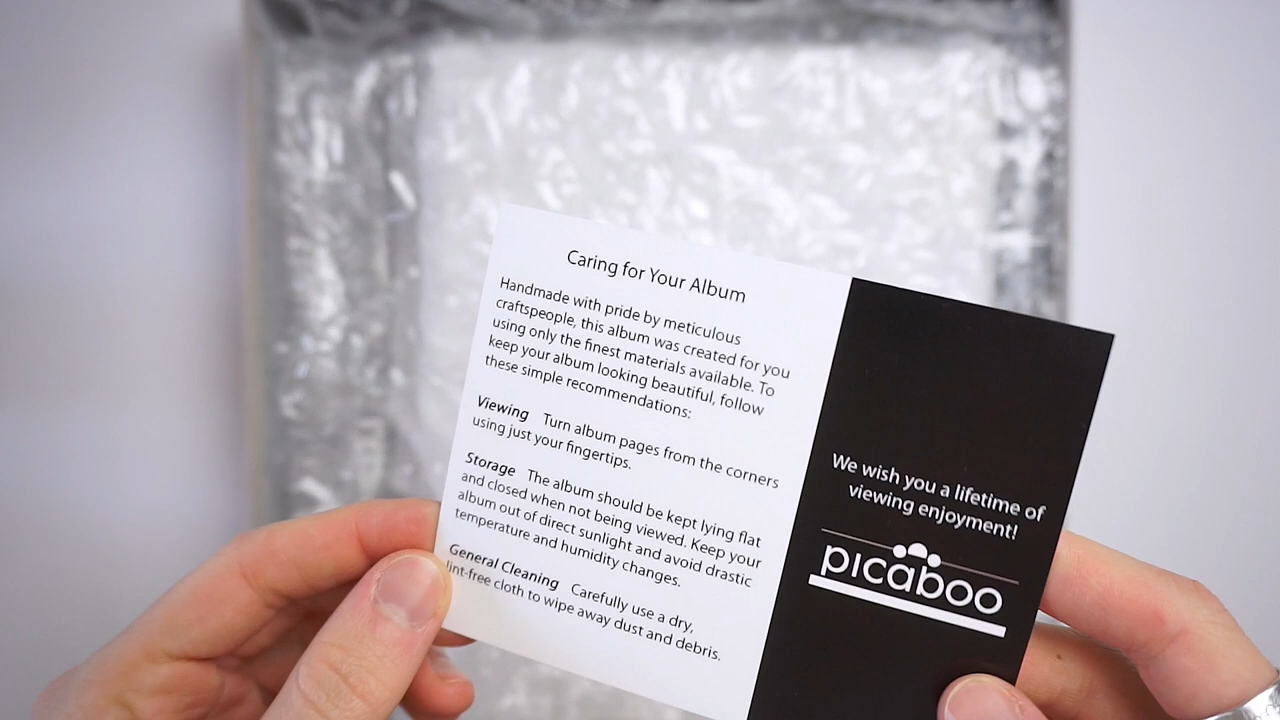 Caring for Your Album
Handmade with pride by meticulous
craftspeople, this album was created for you
using only the finest materials available. To
keep your album looking beautiful, follow
these simple recommendations:
Viewing Turn album pages from the corners
using just your fingertips.
Storage The album should be kept lying flat
and closed when not being viewed. Keep your
album out of direct sunlight and avoid drastic
temperature and humidity changes.
General Cleaning Carefully use a dry,
lint-free cloth to wipe away dust and debris.
We wish you a lifetime of
viewing enjoyment!
picaboo